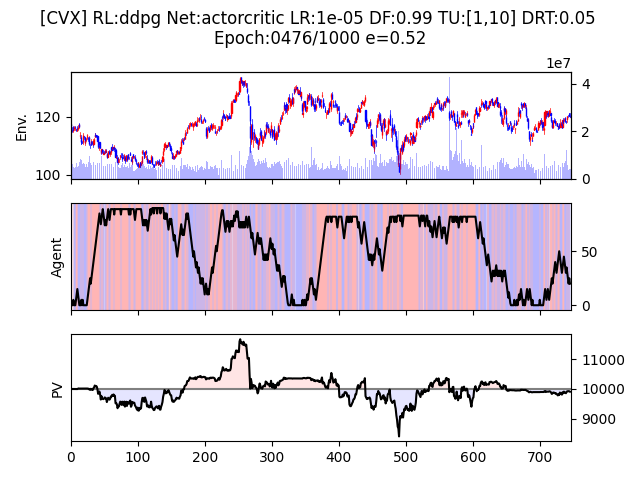 [CVX] RL:ddpg Net:actorcritic LR:1e-05 DF:0.99 TU:[1,10] DRT:0.05
Epoch:0476/1000 e=0.52
1e7
Env.
120
100
4
2
0
Agent
50
0
PV
11000
10000
9000
0 100 200 300 400 500 600 700